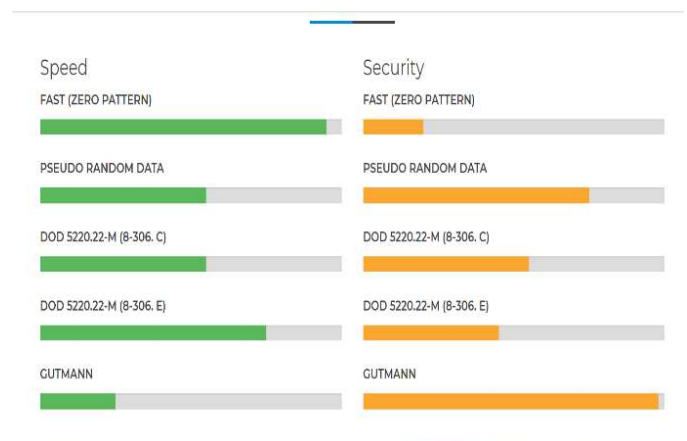 Speed
FAST (ZERO PATTERN)
PSEUDO RANDOM DATA
DOD 5220.22-M (8-306. C)
DOD 5220.22-M (8-306. E)
GUTMANN
Security
FAST (ZERO PATTERN)
PSEUDO RANDOM DATA
DOD 5220.22-M (8-306. C)
DOD 5220.22-M (8-306. E)
GUTMANN